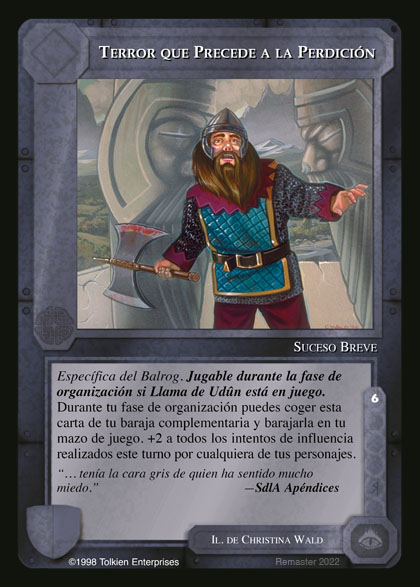 Terror que Precede a la Perdición
Suceso Breve
Específica del Balrog. Jugable durante la fase de
organización si Llama de Udûn está en juego.
Durante tu fase de organización puedes coger esta
carta de tu baraja complementaria y barajarla en tu
mazo de juego. +2 a todos los intentos de influencia
realizados este turno por cualquiera de tus personajes.
6
“… tenía la cara gris de quien ha sentido mucho
miedo.” —SdlA Apéndices
Il. de Christina Wald
©1998 Tolkien Enterprises
Remaster 2022